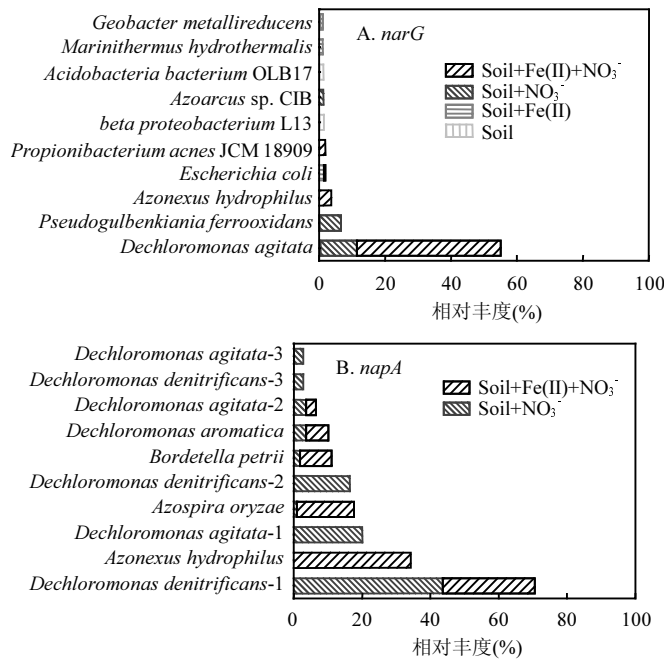 A. narG
Geobacter metallireducens
Marinithermus hydrothermalis
Acidobacteria bacterium OLB17
Azoarcus sp. CIB
beta proteobacterium L13
Propionibacterium acnes JCM 18909
Escherichia coli
Azonexus hydrophilus
Pseudogulbenkiania ferrooxidans
Dechloromonas agitata
Soil+Fe(II)+NO₃⁻
Soil+NO₃⁻
Soil+Fe(II)
Soil
0 20 40 60 80 100
相对丰度(%)
B. napA
Dechloromonas agitata-3
Dechloromonas denitrificans-3
Dechloromonas agitata-2
Dechloromonas aromatica
Bordetella petrii
Dechloromonas denitrificans-2
Azospira oryzae
Dechloromonas agitata-1
Azonexus hydrophilus
Dechloromonas denitrificans-1
Soil+Fe(II)+NO₃⁻
Soil+NO₃⁻
0 20 40 60 80 100
相对丰度(%)